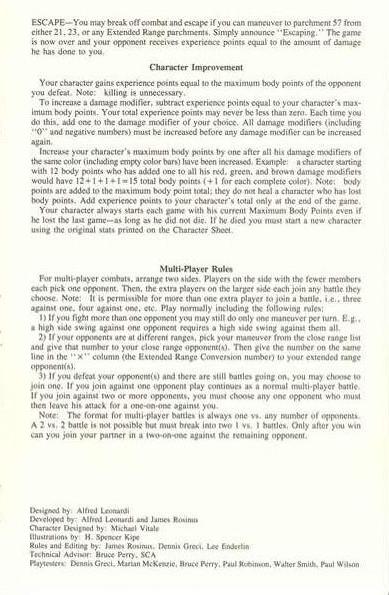 ESCAPE—You may break off combat and escape if you can maneuver to parchment 57 from
either 21, 23, or any Extended Range parchments. Simply announce "Escaping." The game
is now over and your opponent receives experience points equal to the amount of damage
he has done to you.
Character Improvement
Your character gains experience points equal to the maximum body points of the opponent
you defeat. Note: killing is unnecessary.
To increase a damage modifier, subtract experience points equal to your character's max-
imum body points. Your total experience points may never be less than zero. Each time you
do this, add one to the damage modifier of your choice. All damage modifiers (including
"0" and negative numbers) must be increased before any damage modifier can be increased
again.
Increase your character's maximum body points by one after all his damage modifiers of
the same color (including empty color bars) have been increased. Example: a character starting
with 12 body points who has added one to all his red, green, and brown damage modifiers
would have 12+1+1+1=15 total body points (+1 for each complete color). Note: body
points are added to the maximum body point total; they do not heal a character who has lost
body points. Add experience points to your character's total only at the end of the game.
Your character always starts each game with his current Maximum Body Points even if
he lost the last game—as long as he did not die. If he died you must start a new character
using the original stats printed on the Character Sheet.
Multi-Player Rules
For multi-player combats, arrange two sides. Players on the side with the fewer members
each pick one opponent. Then, the extra players on the larger side each join any battle they
choose. Note: It is permissible for more than one extra player to join a battle, i.e., three
against one, four against one, etc. Play normally including the following rules:
1) If you fight more than one opponent you may still do only one maneuver per turn. E.g.,
a high side swing against one opponent requires a high side swing against them all.
2) If your opponents are at different ranges, pick your maneuver from the close range list
and give that number to your close range opponent(s). Then give the number on the same
line in the "×" column (the Extended Range Conversion number) to your extended range
opponent(s).
3) If you defeat your opponent(s) and there are still battles going on, you may choose to
join one. If you join against one opponent play continues as a normal multi-player battle.
If you join against two or more opponents, you must choose any one opponent who must
then leave his attack for a one-on-one against you.
Note: The format for multi-player battles is always one vs. any number of opponents.
A 2 vs. 2 battle is not possible but must break into two 1 vs. 1 battles. Only after you win
can you join your partner in a two-on-one against the remaining opponent.
Designed by: Alfred Leonardi
Developed by: Alfred Leonardi and James Rosinus
Character Designed by: Michael Vitale
Illustrations by: H. Spencer Kipe
Rules and Editing by: James Rosinus, Dennis Greci, Lee Enderlin
Technical Advisor: Bruce Perry, SCA
Playtesters: Dennis Greci, Marian McKenzie, Bruce Perry, Paul Robinson, Walter Smith, Paul Wilson